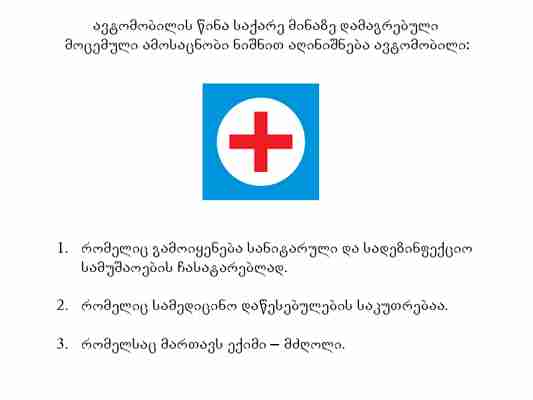 ავტომობილის წინა საქარე მინაზე დამაგრებული
მოცემული ამოსაცნობი ნიშნით აღინიშნება ავტომობილი:
1. რომელიც გამოიყენება სანიტარული და სადეზინფექციო
სამუშაოების ჩასატარებლად.
2. რომელიც სამედიცინო დაწესებულების საკუთრებაა.
3. რომელსაც მართავს ექიმი – მძღოლი.